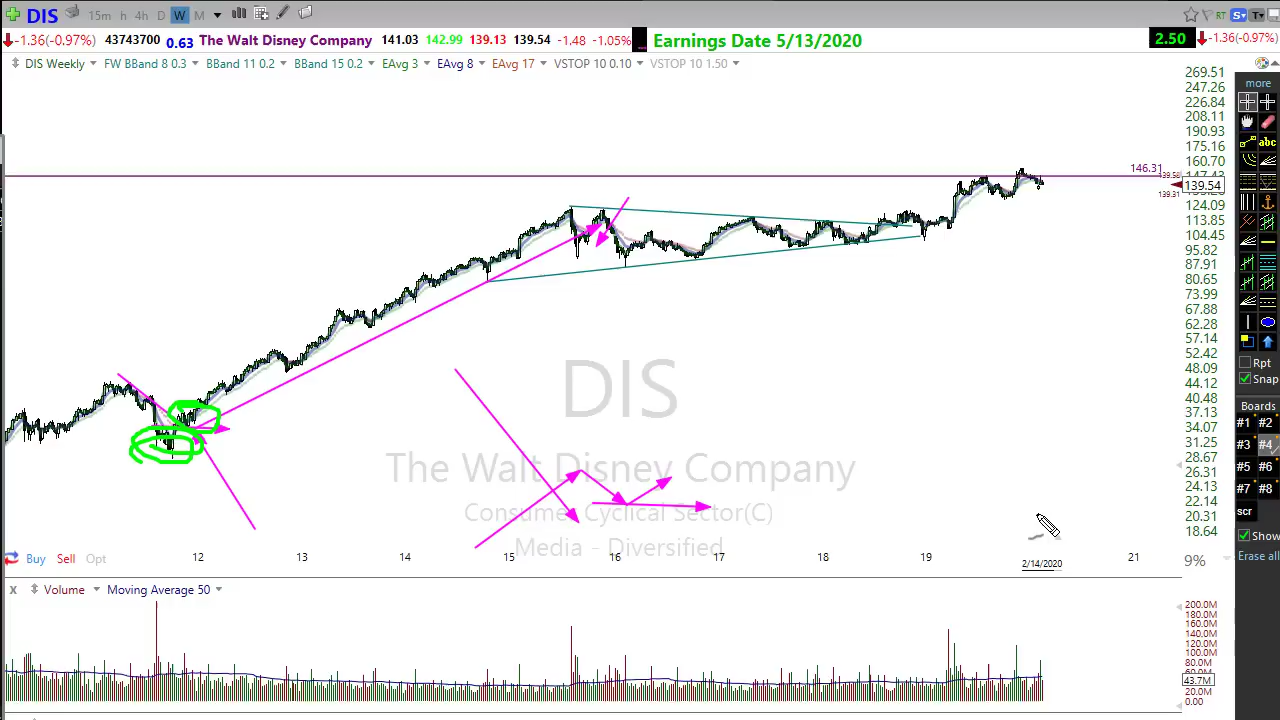 DIS 15m h 4h D W M RT S T
-1.36(-0.97%) 43743700 0.63 The Walt Disney Company 141.03 142.99 139.13 139.54 -1.48 -1.05% Earnings Date 5/13/2020 2.50 -1.36(-0.97%)
DIS Weekly FW BBand 8 0.3 BBand 11 0.2 BBand 15 0.2 EAvg 3 EAvg 8 EAvg 17 VSTOP 10 0.10 VSTOP 10 1.50
269.51
247.26
226.84
208.11
190.93
175.16
160.70
146.31
139.54
139.31
124.09
113.85
104.45
95.82
87.91
80.65
73.99
67.88
62.28
57.14
52.42
48.09
44.12
40.48
37.13
34.07
31.25
28.67
26.31
24.13
22.14
20.31
18.64
more
abc
Rpt
Snap
Boards
#1 #2
#3 #4
#5 #6
#7 #8
scr
Show
Erase all
DIS
The Walt Disney Company
Consumer Cyclical Sector(C)
Media - Diversified
Buy Sell Opt 12 13 14 15 16 17 18 19 21 9%
2/14/2020
X Volume Moving Average 50
200.0M
180.0M
160.0M
140.0M
120.0M
100.0M
80.0M
60.0M
43.7M
20.0M
0.00